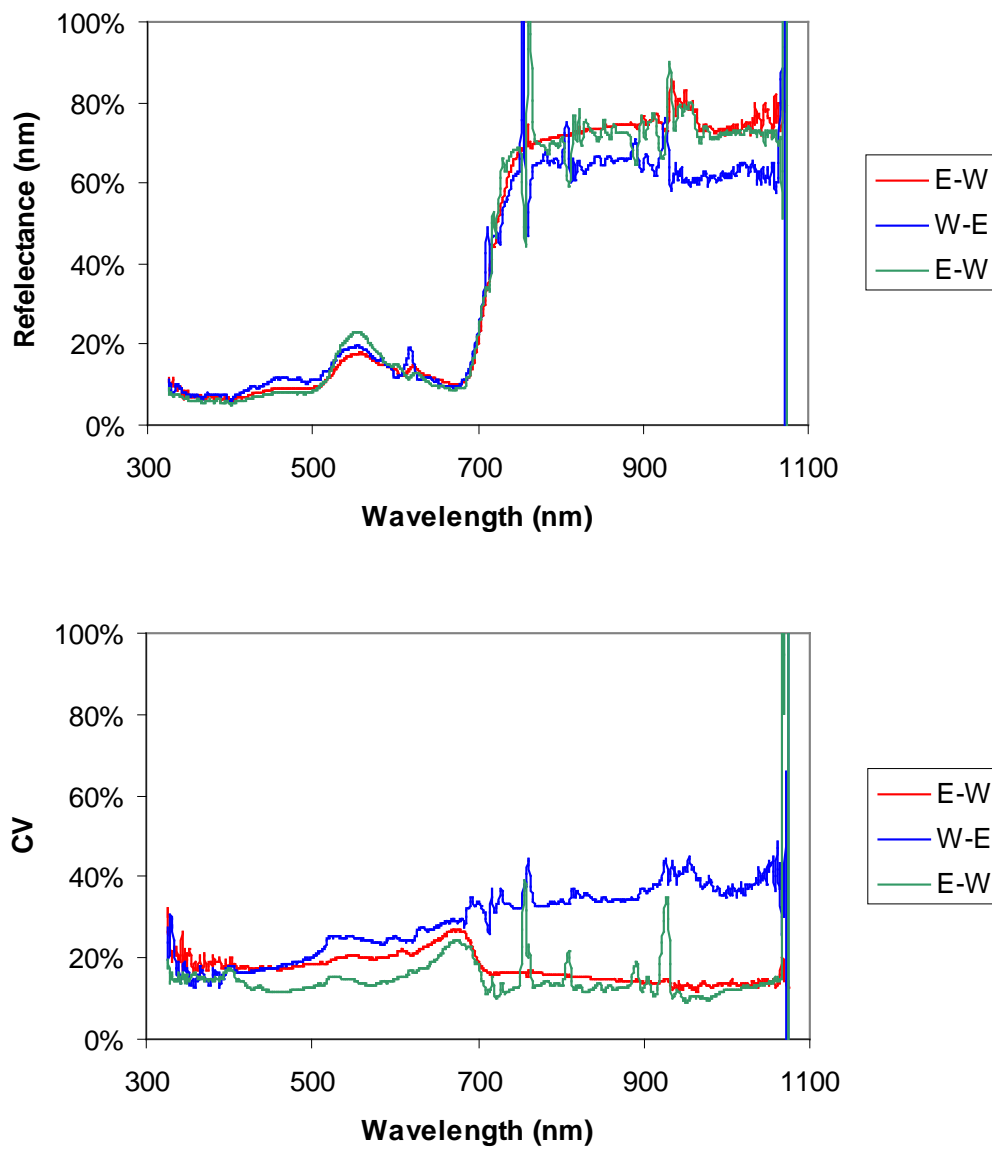 100%
80%
60%
40%
20%
0%
Refelectance (nm)
300 500 700 900 1100
Wavelength (nm)
E-W
W-E
E-W
100%
80%
60%
40%
20%
0%
CV
300 500 700 900 1100
Wavelength (nm)
E-W
W-E
E-W